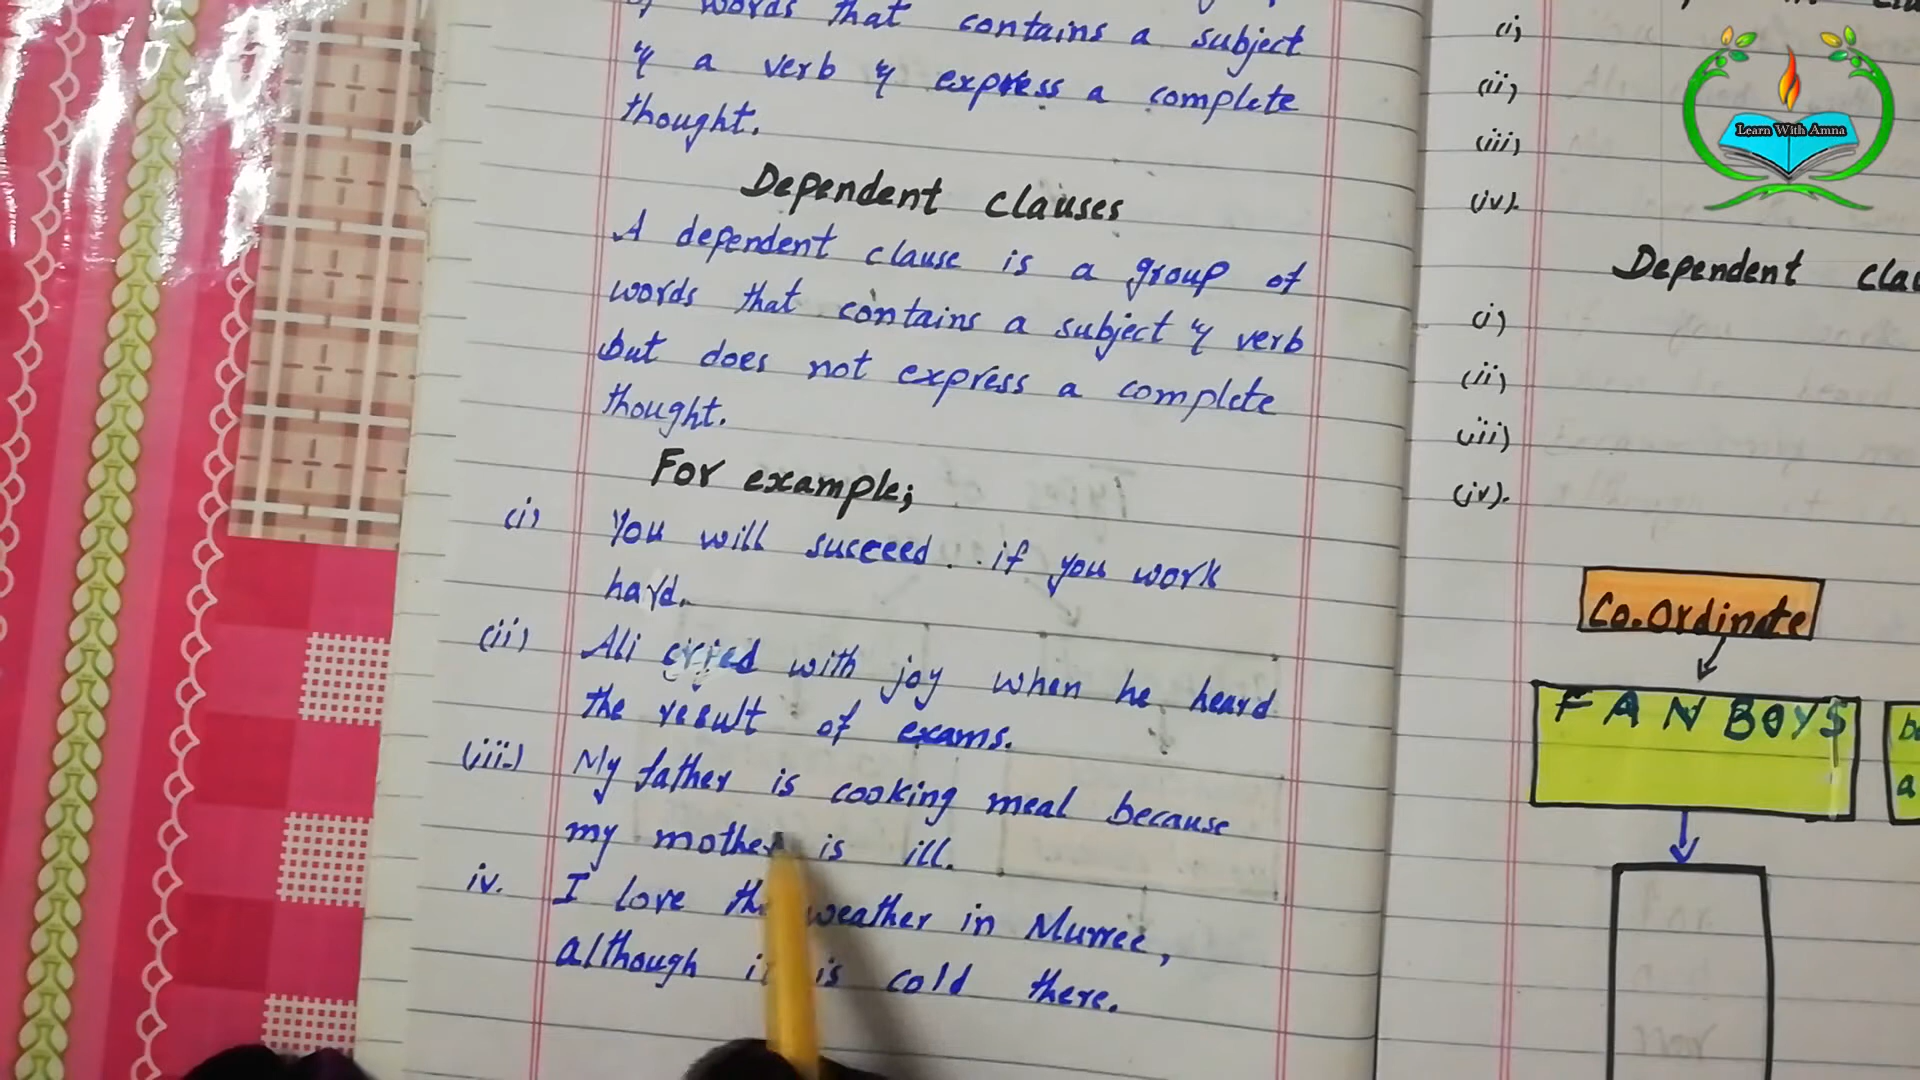 words that contains a subject
& a verb & express a complete
thought.
Dependent clauses
A dependent clause is a group of
words that contains a subject & verb
but does not express a complete
thought.
For example;
(i) You will succeed. if you work
hard.
(ii) Ali cried with joy when he heard
the result of exams.
(iii) My father is cooking meal because
my mother is ill.
iv. I love the weather in Murree,
although it is cold there.
(i)
(ii)
(iii)
(iv).
Dependent cla
(i)
(ii)
(iii)
(iv).
Co.Ordinate
F A N B O Y S
a
Learn With Amna